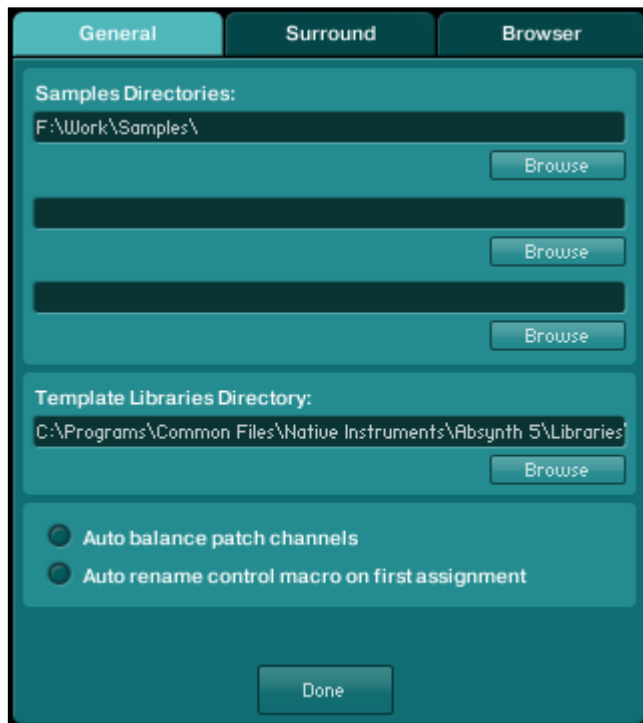 General
Surround
Browser
Samples Directories:
F:\Work\Samples\
Browse
Browse
Browse
Template Libraries Directory:
C:\Programs\Common Files\Native Instruments\Absynth 5\Libraries
Browse
Auto balance patch channels
Auto rename control macro on first assignment
Done